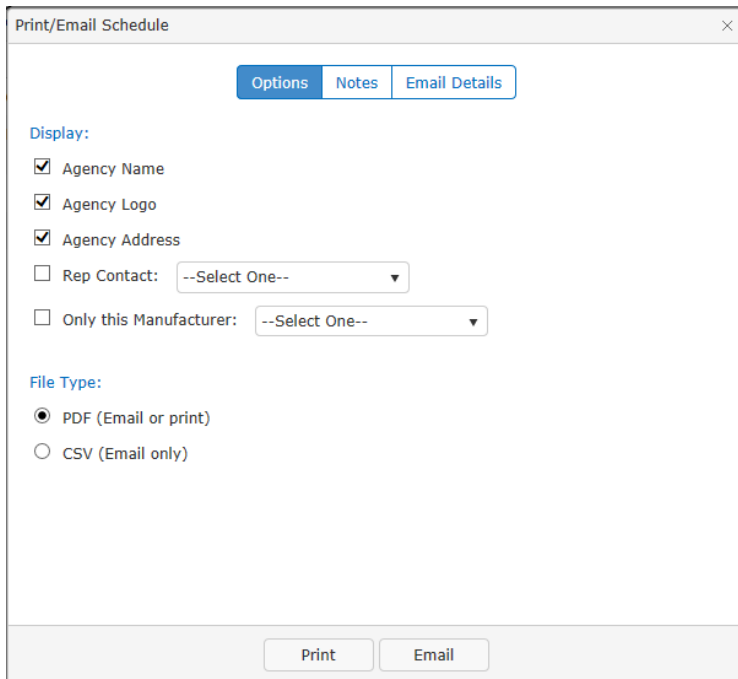 Print/Email Schedule
Options Notes Email Details
Display:
Agency Name
Agency Logo
Agency Address
Rep Contact: --Select One--
Only this Manufacturer: --Select One--
File Type:
PDF (Email or print)
CSV (Email only)
Print Email